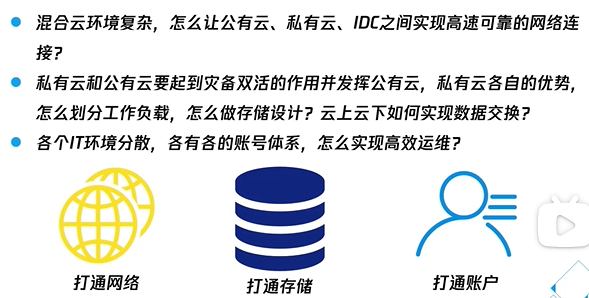 混合云环境复杂，怎么让公有云、私有云、IDC之间实现高速可靠的网络连
接？
私有云和公有云要起到灾备双活的作用并发挥公有云，私有云各自的优势，
怎么划分工作负载，怎么做存储设计？云上云下如何实现数据交换？
各个IT环境分散，各有各的账号体系，怎么实现高效运维？
打通网络
打通存储
打通账户